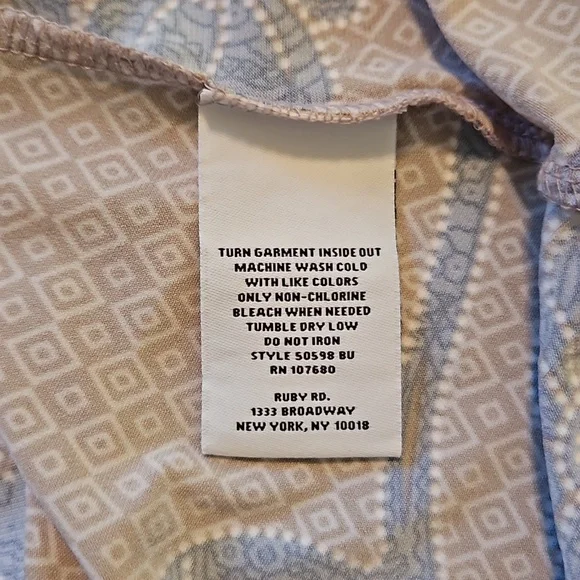 TURN GARMENT INSIDE OUT
MACHINE WASH COLD
WITH LIKE COLORS
ONLY NON-CHLORINE
BLEACH WHEN NEEDED
TUMBLE DRY LOW
DO NOT IRON
STYLE 50598 BU
RN 107680
RUBY RD.
1333 BROADWAY
NEW YORK, NY 10018